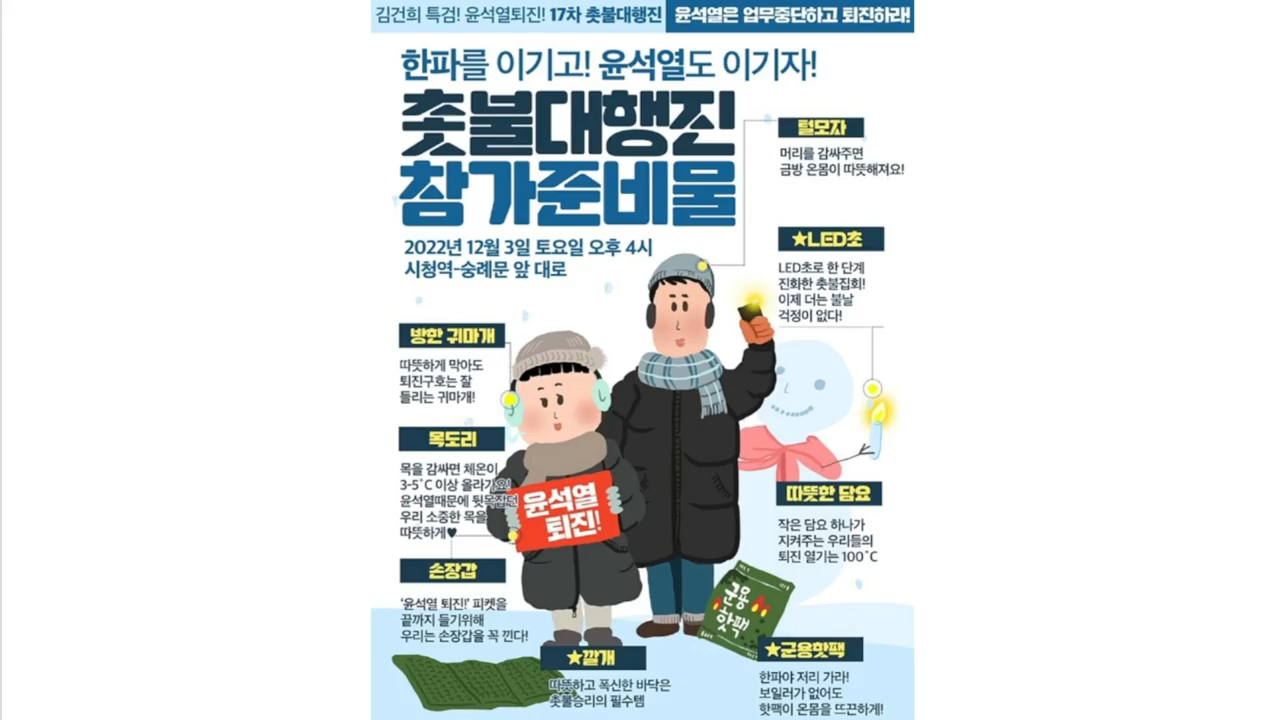 김건희 특검! 윤석열퇴진! 17차 촛불대행진
윤석열은 업무중단하고 퇴진하라!
한파를 이기고! 윤석열도 이기자!
촛불대행진
참가준비물
2022년 12월 3일 토요일 오후 4시
시청역-숭례문 앞 대로
털모자
머리를 감싸주면
금방 온몸이 따뜻해져요!
★LED초
LED초로 한 단계
진화한 촛불집회!
이제 더는 불날
걱정이 없다!
방한 귀마개
따뜻하게 막아도
퇴진구호는 잘
들리는 귀마개!
목도리
목을 감싸면 체온이
3-5˚C 이상 올라가요!
윤석열때문에 뒷목잡던
우리 소중한 목을
따뜻하게♥
윤석열
퇴진!
따뜻한 담요
작은 담요 하나가
지켜주는 우리들의
퇴진 열기는 100˚C
손장갑
'윤석열 퇴진!' 피켓을
끝까지 들기위해
우리는 손장갑을 꼭 낀다!
군용
핫팩
★깔개
따뜻하고 폭신한 바닥은
촛불승리의 필수템
★군용핫팩
한파야 저리 가라!
보일러가 없어도
핫팩이 온몸을 뜨끈하게!